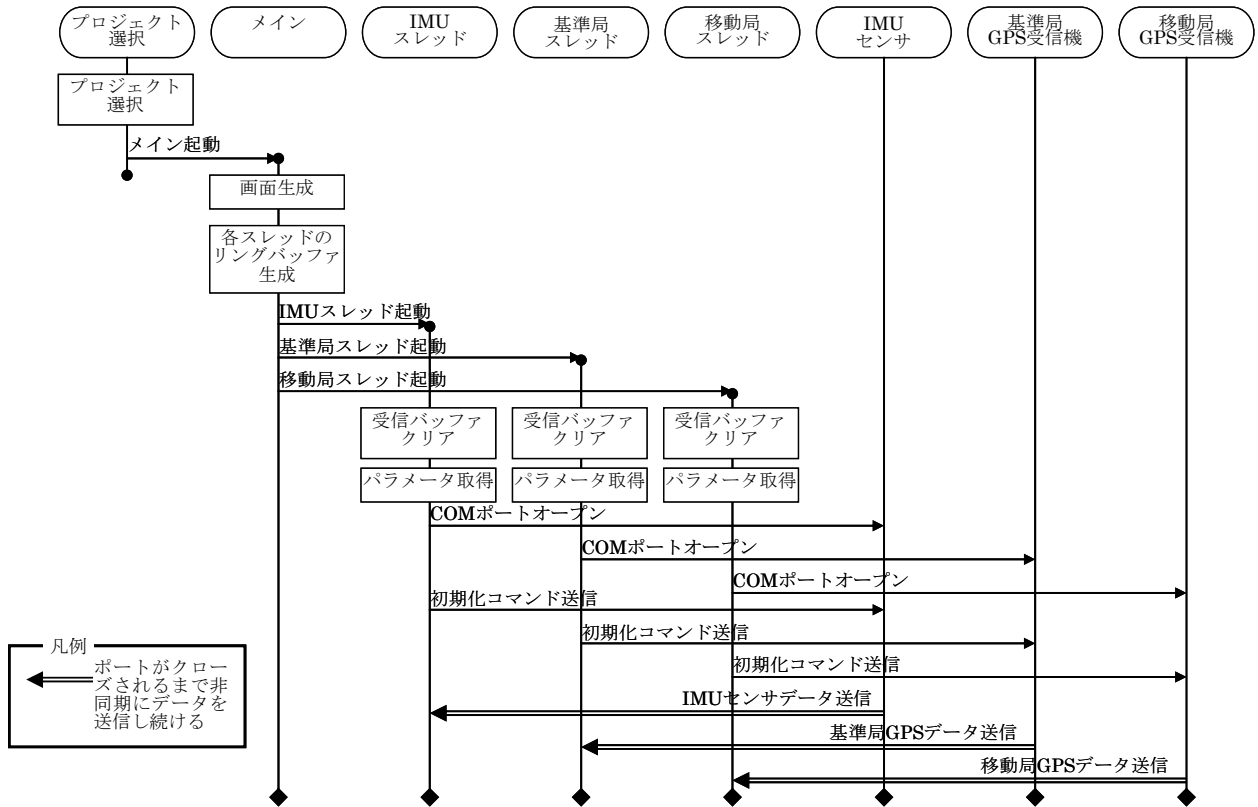 プロジェクト
選択
メイン
IMU
スレッド
基準局
スレッド
移動局
スレッド
IMU
センサ
基準局
GPS受信機
移動局
GPS受信機
プロジェクト
選択
メイン起動
画面生成
各スレッドの
リングバッファ
生成
IMUスレッド起動
基準局スレッド起動
移動局スレッド起動
受信バッファ
クリア
受信バッファ
クリア
受信バッファ
クリア
パラメータ取得
パラメータ取得
パラメータ取得
COMポートオープン
COMポートオープン
COMポートオープン
初期化コマンド送信
初期化コマンド送信
初期化コマンド送信
凡例
ポートがクロー
ズされるまで非
同期にデータを
送信し続ける
IMUセンサデータ送信
基準局GPSデータ送信
移動局GPSデータ送信